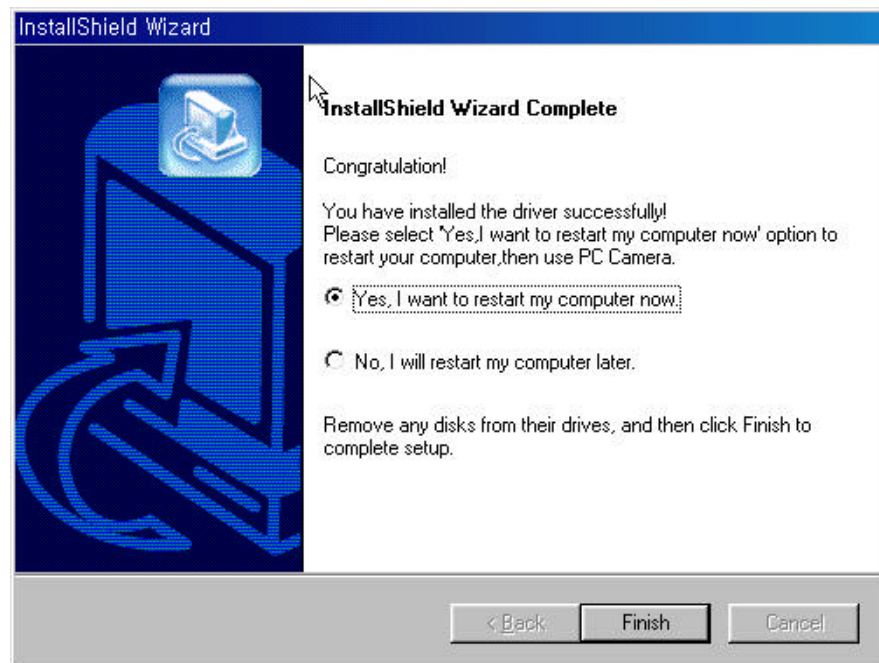 InstallShield Wizard
InstallShield Wizard Complete
Congratulation!
You have installed the driver successfully!
Please select 'Yes,I want to restart my computer now' option to
restart your computer,then use PC Camera.
Yes, I want to restart my computer now.
No, I will restart my computer later.
Remove any disks from their drives, and then click Finish to
complete setup.
< Back
Finish
Cancel